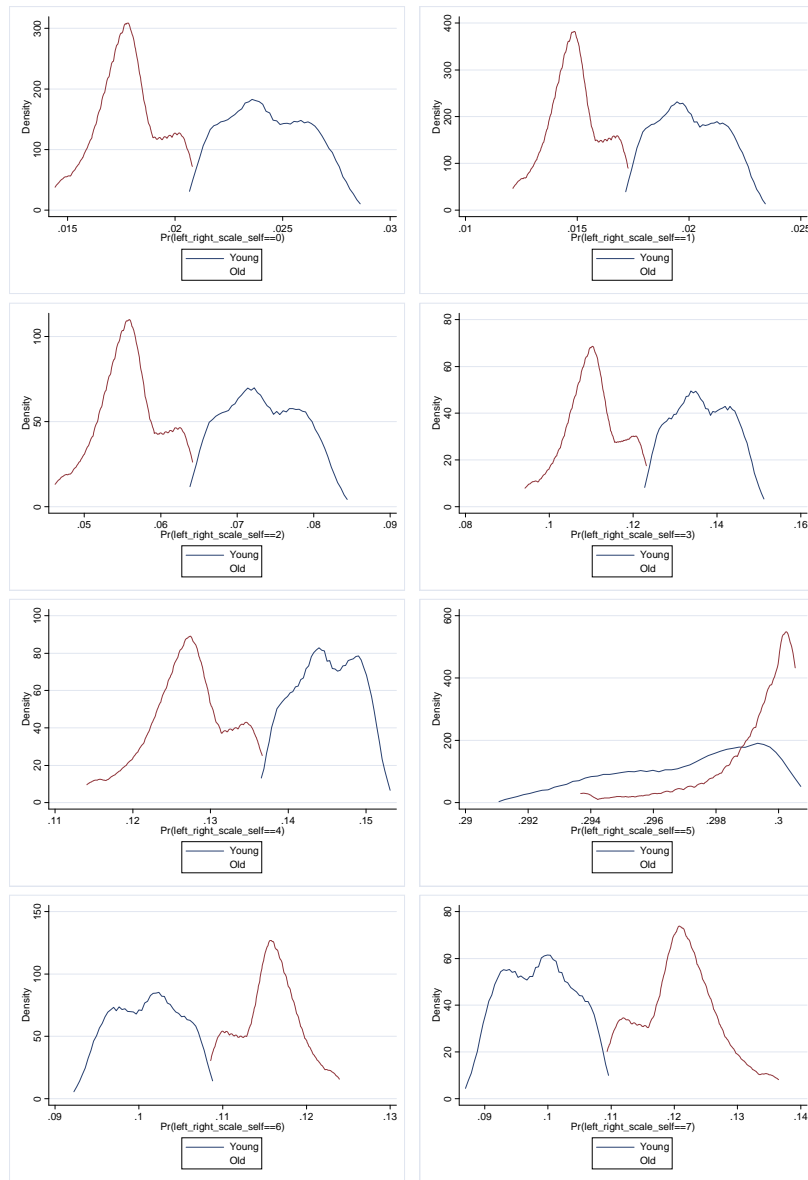 300
200
100
0
Density
.015 .02 .025 .03
Pr(left_right_scale_self==0)
Young
Old
400
300
200
100
0
Density
.01 .015 .02 .025
Pr(left_right_scale_self==1)
Young
Old
100
50
0
Density
.05 .06 .07 .08 .09
Pr(left_right_scale_self==2)
Young
Old
80
60
40
20
0
Density
.08 .1 .12 .14 .16
Pr(left_right_scale_self==3)
Young
Old
100
80
60
40
20
0
Density
.11 .12 .13 .14 .15
Pr(left_right_scale_self==4)
Young
Old
600
400
200
0
Density
.29 .292 .294 .296 .298 .3
Pr(left_right_scale_self==5)
Young
Old
150
100
50
0
Density
.09 .1 .11 .12 .13
Pr(left_right_scale_self==6)
Young
Old
80
60
40
20
0
Density
.09 .1 .11 .12 .13 .14
Pr(left_right_scale_self==7)
Young
Old